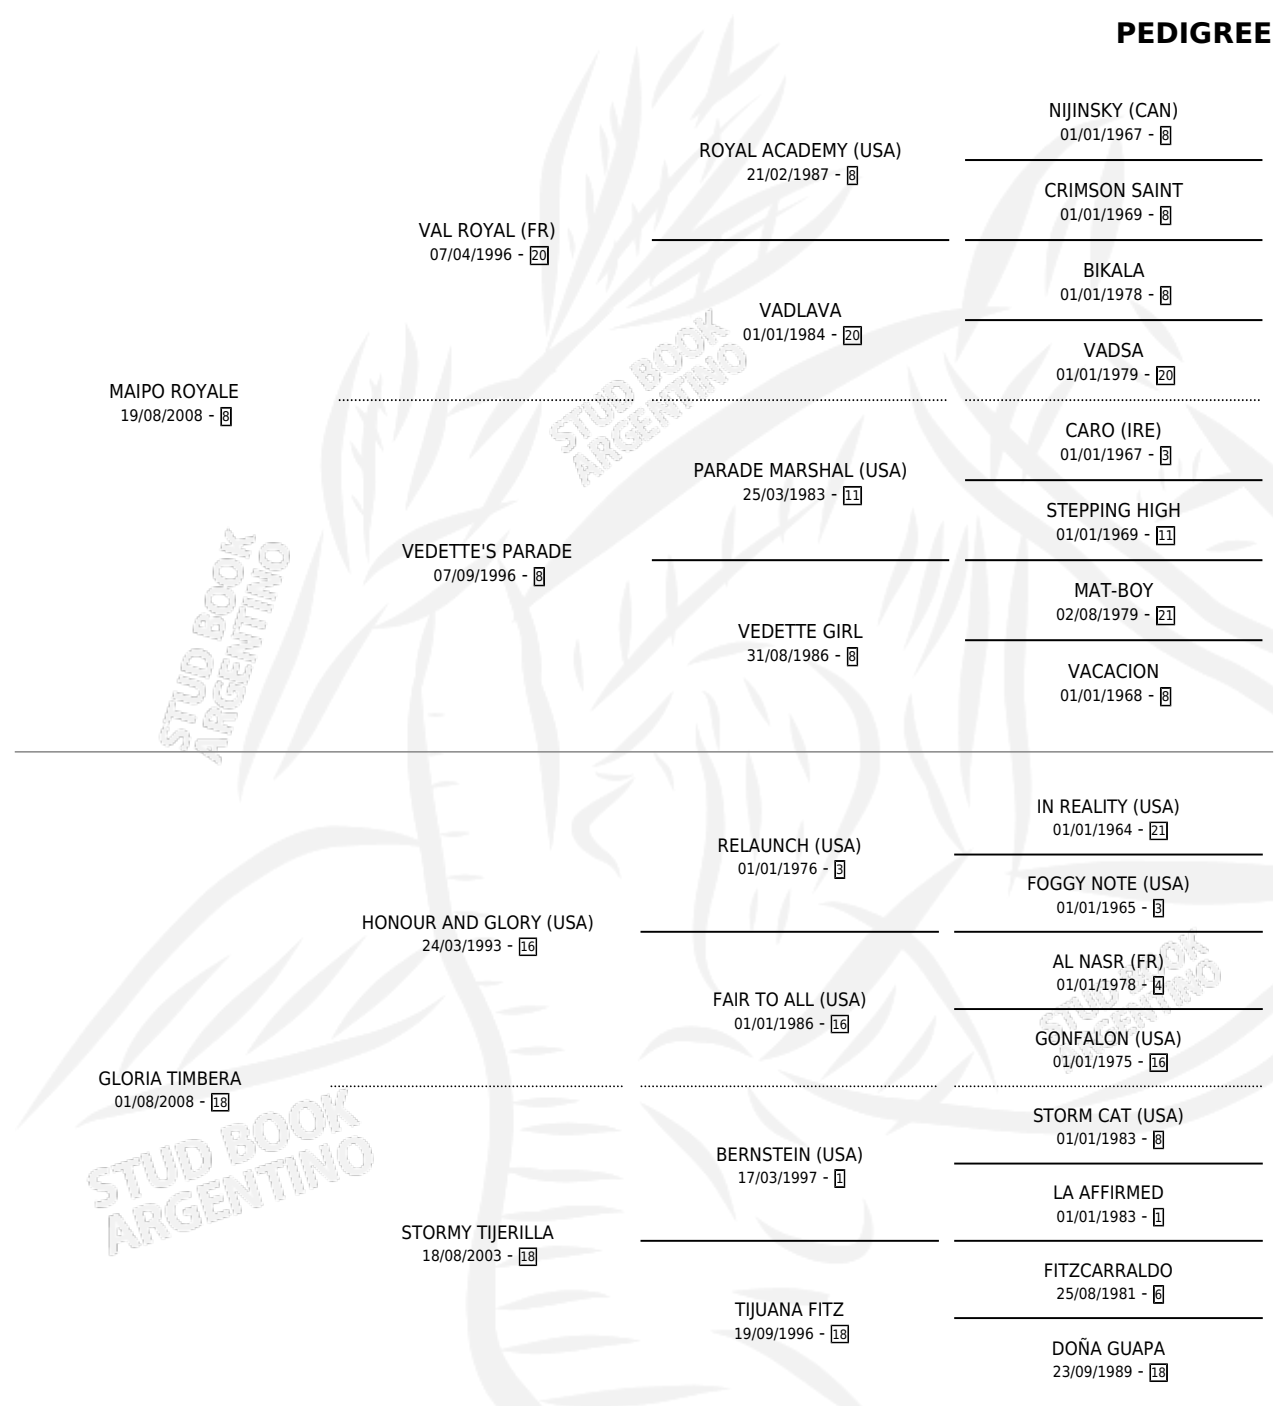 PEDIGREE
NIJINSKY (CAN)
01/01/1967 - 8
ROYAL ACADEMY (USA)
21/02/1987 - 8
CRIMSON SAINT
01/01/1969 - 8
VAL ROYAL (FR)
07/04/1996 - 20
BIKALA
01/01/1978 - 8
VADLAVA
01/01/1984 - 20
VADSA
01/01/1979 - 20
MAIPO ROYALE
19/08/2008 - 8
STUD BOOK
ARGENTINO
CARO (IRE)
01/01/1967 - 3
PARADE MARSHAL (USA)
25/03/1983 - 11
STEPPING HIGH
01/01/1969 - 11
VEDETTE'S PARADE
07/09/1996 - 8
MAT-BOY
02/08/1979 - 21
VEDETTE GIRL
31/08/1986 - 8
VACACION
01/01/1968 - 8
STUD BOOK
ARGENTINO
IN REALITY (USA)
01/01/1964 - 21
RELAUNCH (USA)
01/01/1976 - 3
FOGGY NOTE (USA)
01/01/1965 - 3
HONOUR AND GLORY (USA)
24/03/1993 - 16
AL NASR (FR)
01/01/1978 - 4
FAIR TO ALL (USA)
01/01/1986 - 16
STUD BOOK
ARGENTINO
GONFALON (USA)
01/01/1975 - 16
GLORIA TIMBERA
01/08/2008 - 18
STORM CAT (USA)
01/01/1983 - 8
STUD BOOK
ARGENTINO
BERNSTEIN (USA)
17/03/1997 - 1
LA AFFIRMED
01/01/1983 - 1
STORMY TIJERILLA
18/08/2003 - 18
FITZCARRALDO
25/08/1981 - 6
TIJUANA FITZ
19/09/1996 - 18
DOÑA GUAPA
23/09/1989 - 18